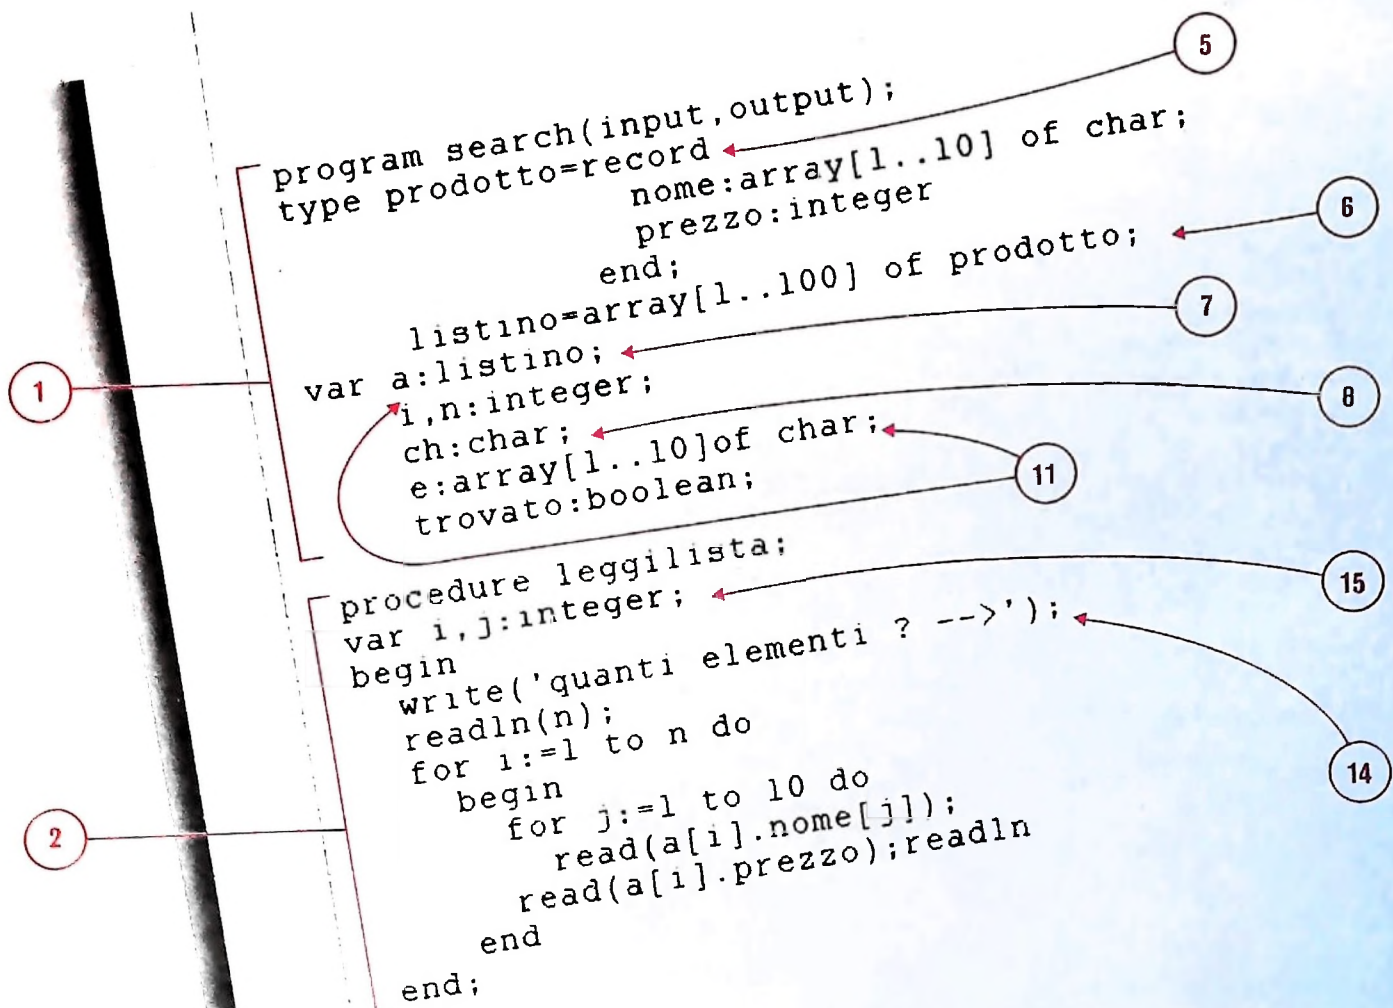 5
program search(input,output);
type prodotto=record
nome:array[1..10] of char;
prezzo:integer
end;
6
listino=array[1..100] of prodotto;
7
var a:listino;
1
i,n:integer;
8
ch:char;
e:array[1..10]of char;
11
trovato:boolean;
procedure leggilista;
15
var i,j:integer;
begin
write('quanti elementi ? -->');
readln(n);
14
for i:=1 to n do
begin
2
for j:=1 to 10 do
read(a[i].nome[j]);
read(a[i].prezzo);readln
end
end;